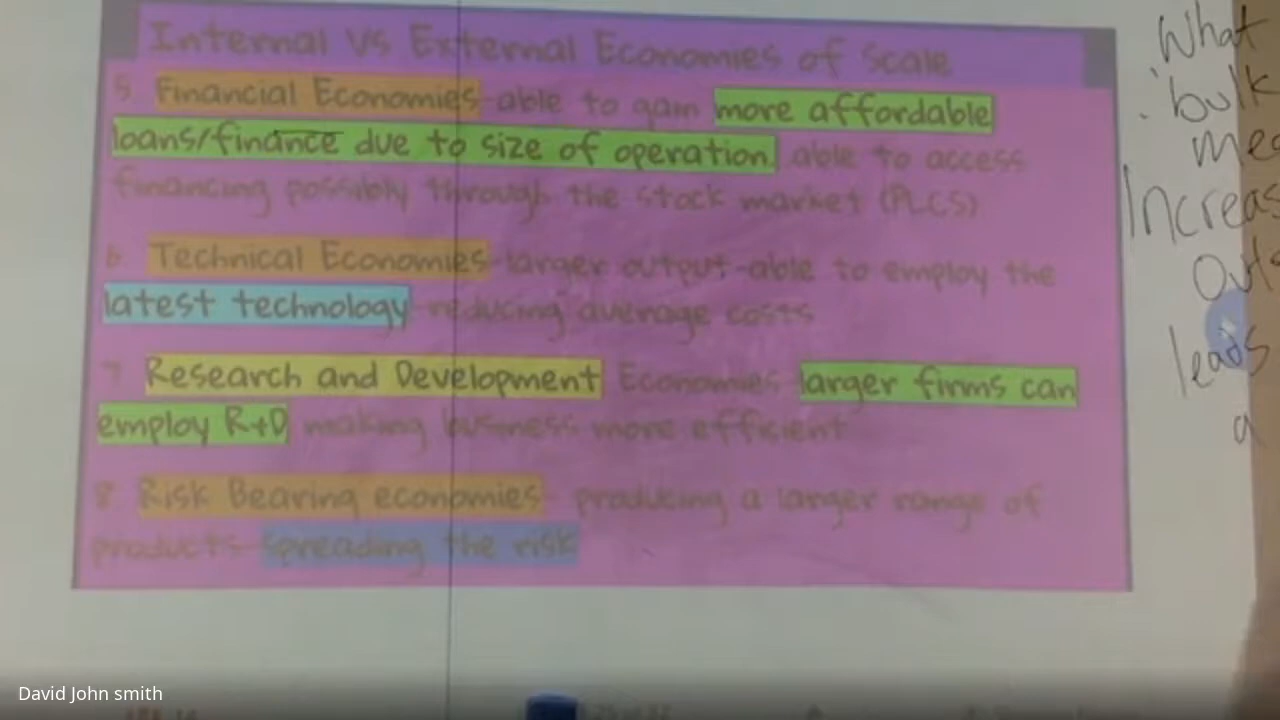 Internal Vs External Economies of Scale
5. Financial Economies-able to gain more affordable
loans/finance due to size of operation, able to access
financing possibly through the stock market (PLCS)
6. Technical Economies-larger output-able to employ the
latest technology-reducing average costs
7. Research and Development Economies larger firms can
employ R+D making business more efficient
8. Risk Bearing economies- producing a larger range of
products-spreading the risk
What
bulk
Increas
leads
a
David John smith